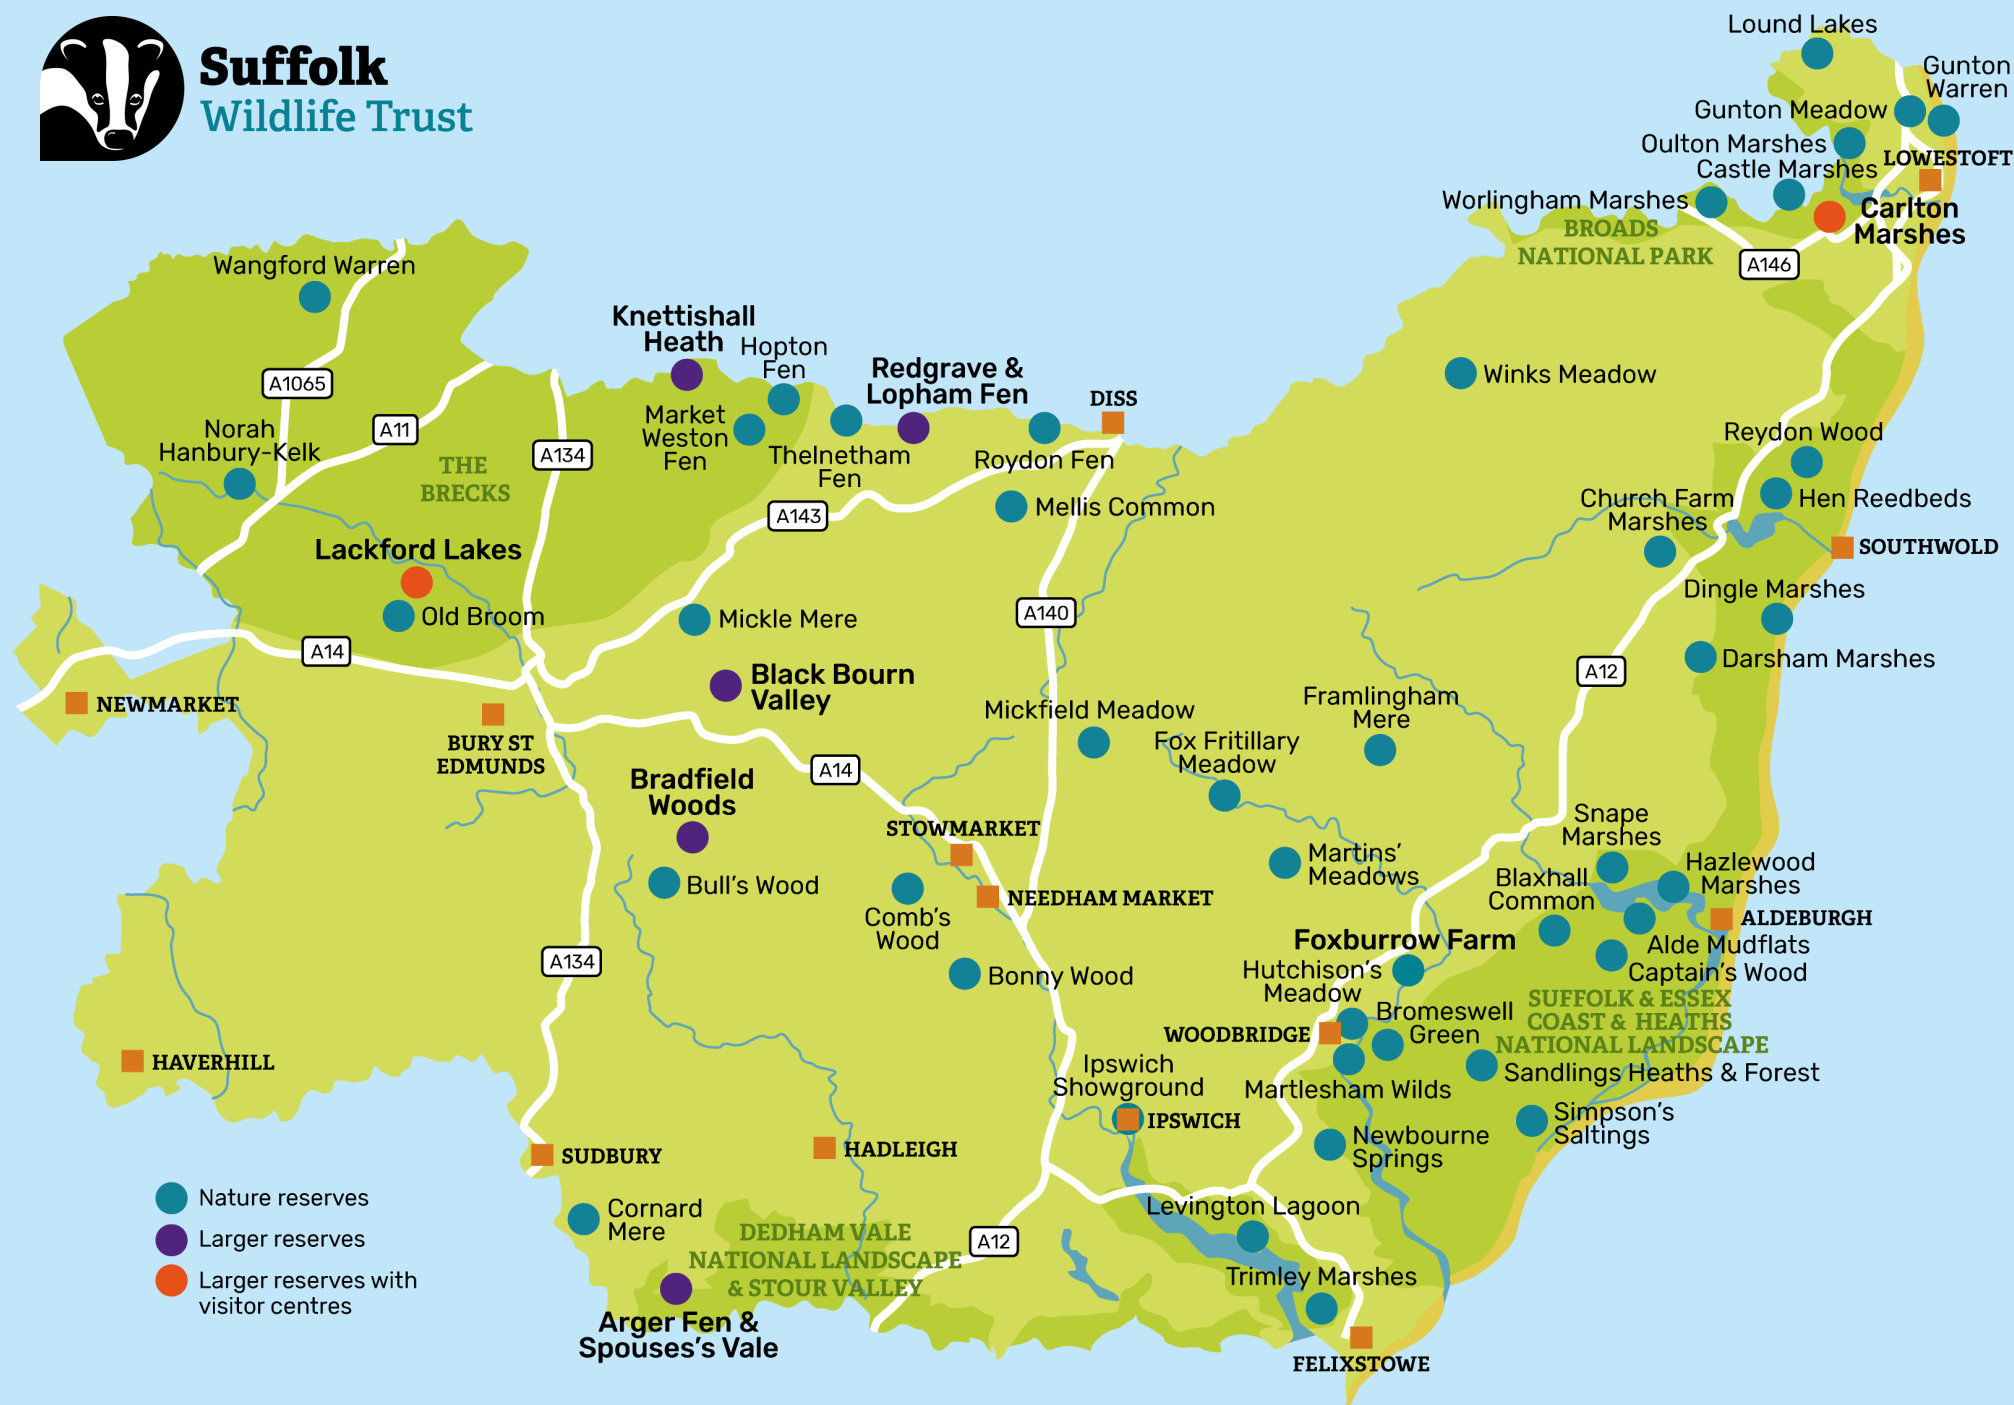 Suffolk
Wildlife Trust
Lound Lakes
Gunton
Warren
Gunton Meadow
Oulton Marshes
LOWESTOFT
Castle Marshes
Worlingham Marshes
Carlton
Marshes
BROADS
NATIONAL PARK
A146
Wangford Warren
Knettishall
Heath
Hopton
Fen
Redgrave &
Lopham Fen
DISS
Winks Meadow
A1065
A11
Norah
Hanbury-Kelk
THE
BRECKS
A134
Market
Weston
Fen
Thelnetham
Fen
Roydon Fen
Reydon Wood
A143
Mellis Common
Church Farm
Marshes
Hen Reedbeds
SOUTHWOLD
Lackford Lakes
Old Broom
Mickle Mere
A140
Dingle Marshes
A14
Darsham Marshes
A12
NEWMARKET
Black Bourn
Valley
BURY ST
EDMUNDS
Mickfield Meadow
Framlingham
Mere
Fox Fritillary
Meadow
A14
Bradfield
Woods
STOWMARKET
Snape
Marshes
Bull's Wood
NEEDHAM MARKET
Martins'
Meadows
Blaxhall
Common
Hazlewood
Marshes
Comb's
Wood
ALDEBURGH
Foxburrow Farm
Alde Mudflats
A134
Bonny Wood
Hutchison's
Meadow
Captain's Wood
SUFFOLK & ESSEX
COAST & HEATHS
NATIONAL LANDSCAPE
Bromeswell
Green
WOODBRIDGE
HAVERHILL
Ipswich
Showground
Martlesham Wilds
Sandlings Heaths & Forest
IPSWICH
Simpson's
Saltings
SUDBURY
HADLEIGH
Newbourne
Springs
Nature reserves
Larger reserves
Larger reserves with
visitor centres
Cornard
Mere
DEDHAM VALE
NATIONAL LANDSCAPE
& STOUR VALLEY
A12
Levington Lagoon
Trimley Marshes
Arger Fen &
Spouses's Vale
FELIXSTOWE